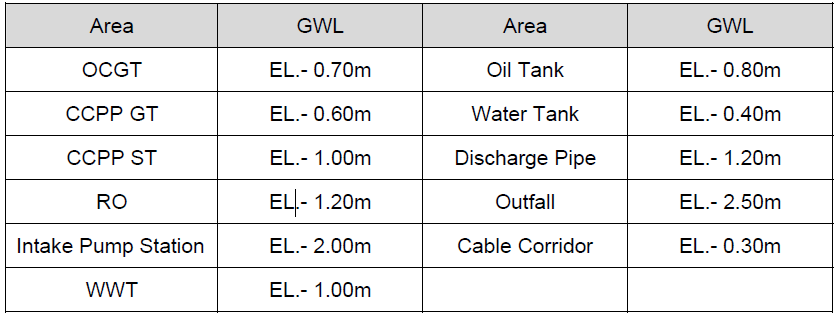 Area GWL Area GWL
OCGT EL.- 0.70m Oil Tank EL.- 0.80m
CCPP GT EL.- 0.60m Water Tank EL.- 0.40m
CCPP ST EL.- 1.00m Discharge Pipe EL.- 1.20m
RO EL.- 1.20m Outfall EL.- 2.50m
Intake Pump Station EL.- 2.00m Cable Corridor EL.- 0.30m
WWT EL.- 1.00m